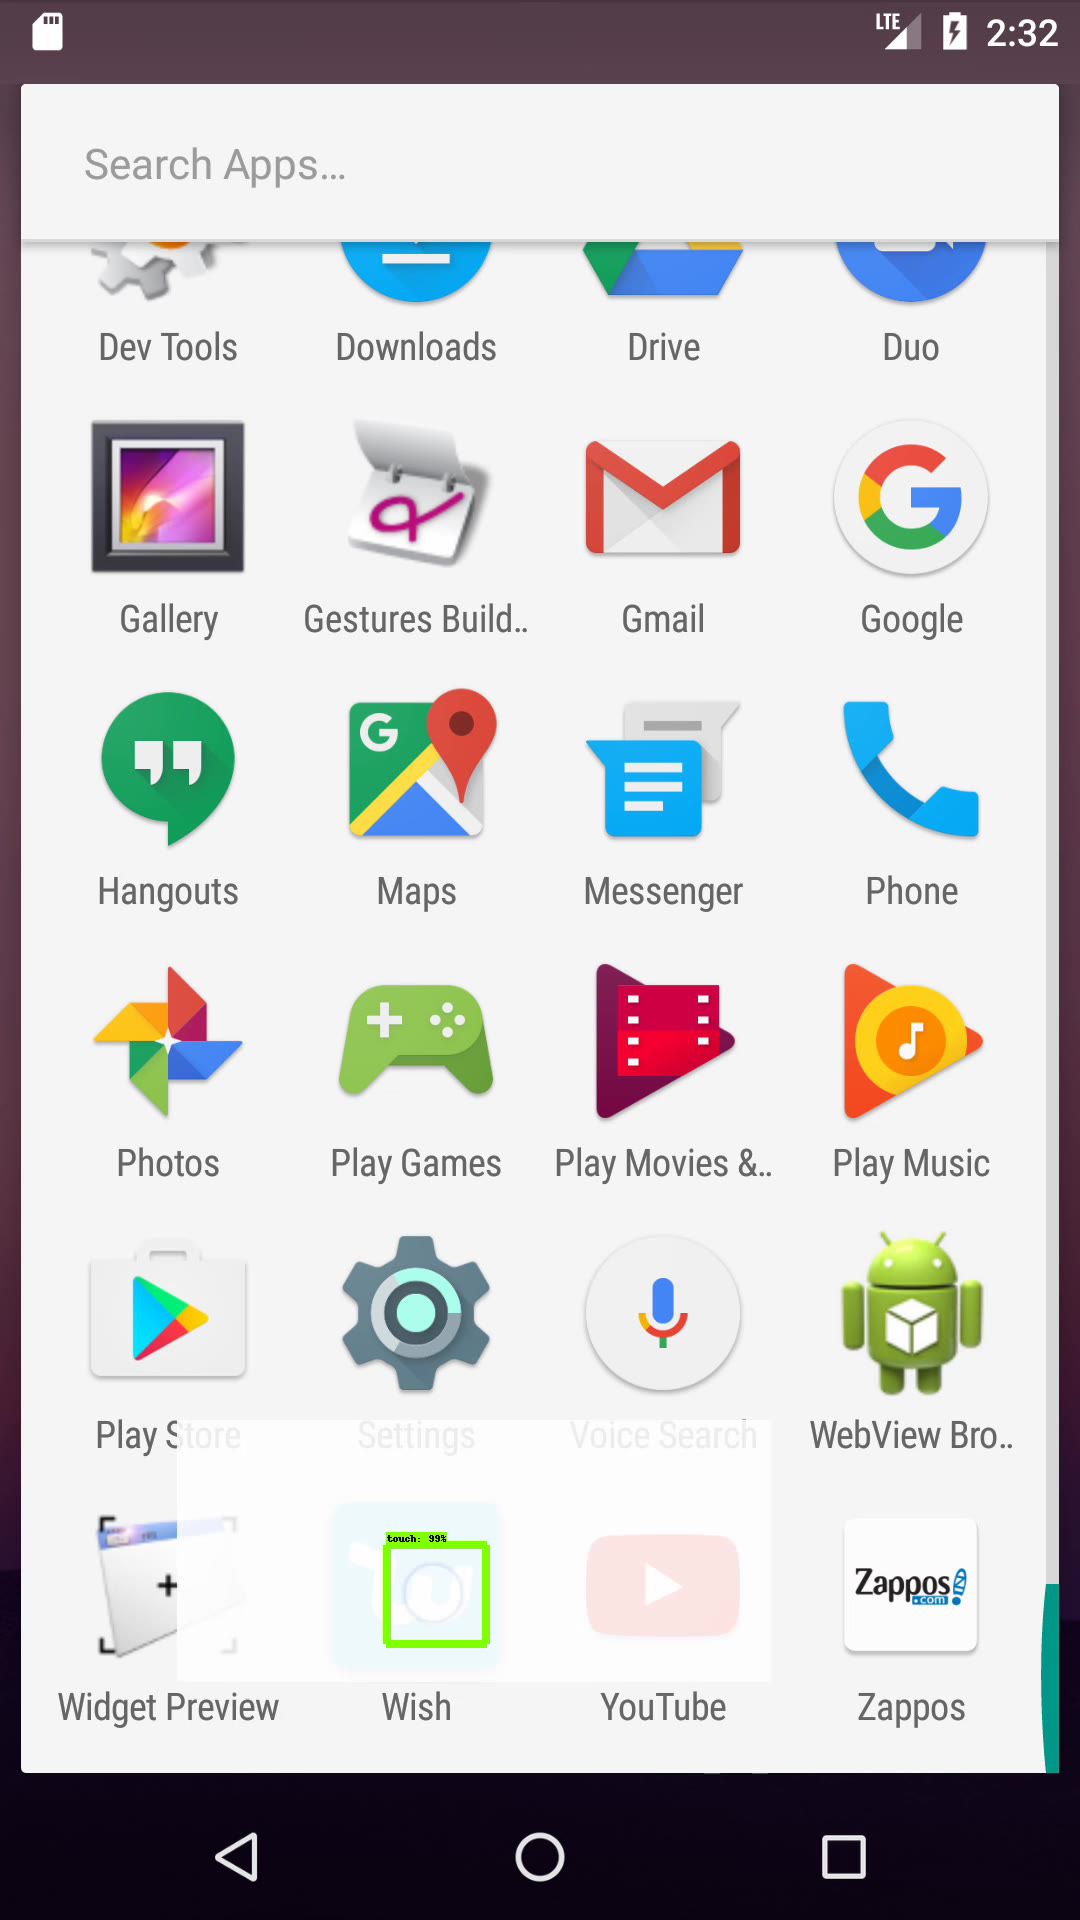 LTE 2:32
Search Apps...
Dev Tools Downloads Drive Duo
Gallery Gestures Build.. Gmail Google
G
Hangouts Maps Messenger Phone
Photos Play Games Play Movies &.. Play Music
Play Store Settings Voice Search WebView Bro..
touch: 99%
Zappos
.com
Widget Preview Wish YouTube Zappos